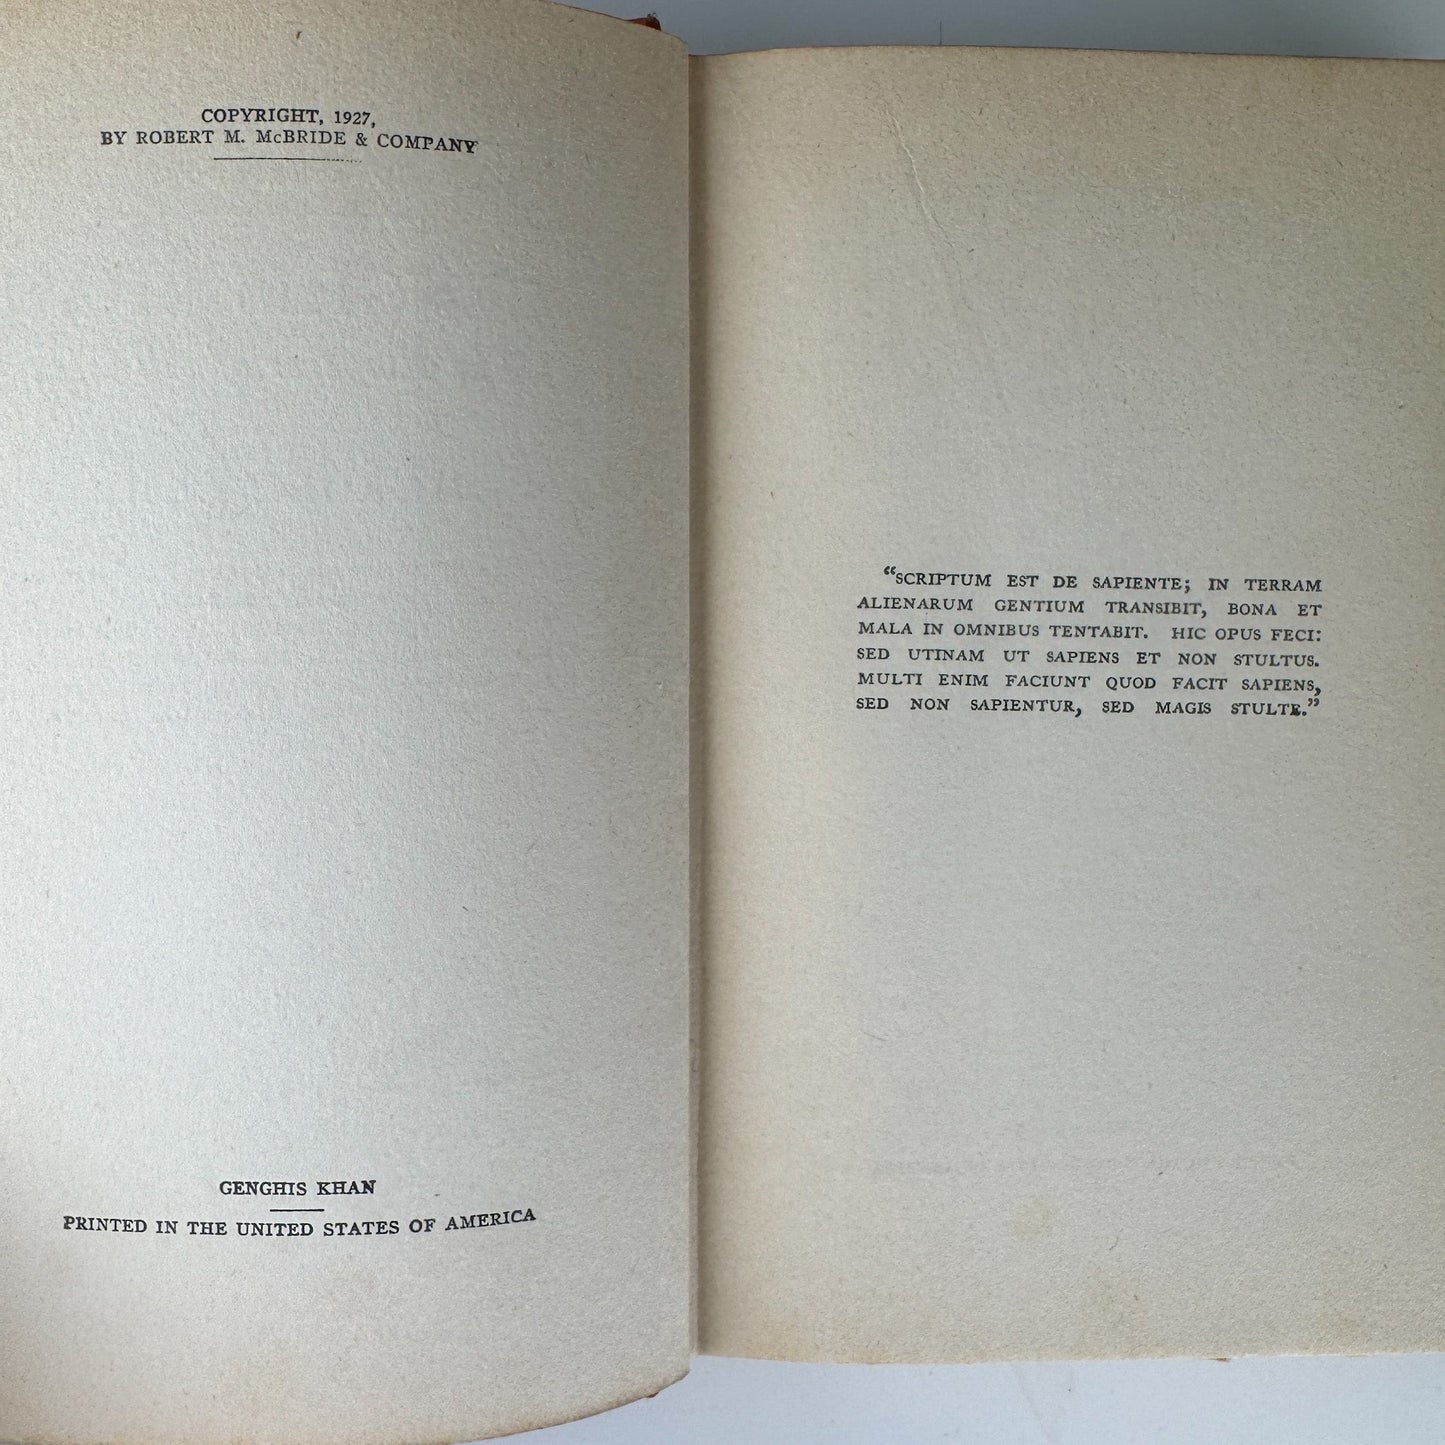 COPYRIGHT, 1927,
BY ROBERT M. McBRIDE & COMPANY
GENGHIS KHAN
PRINTED IN THE UNITED STATES OF AMERICA
“SCRIPTUM EST DE SAPIENTE; IN TERRAM
ALIENARUM GENTIUM TRANSIBIT, BONA ET
MALA IN OMNIBUS TENTABIT. HIC OPUS FECI:
SED UTINAM UT SAPIENS ET NON STULTUS.
MULTI ENIM FACIUNT QUOD FACIT SAPIENS,
SED NON SAPIENTUR, SED MAGIS STULTE.”